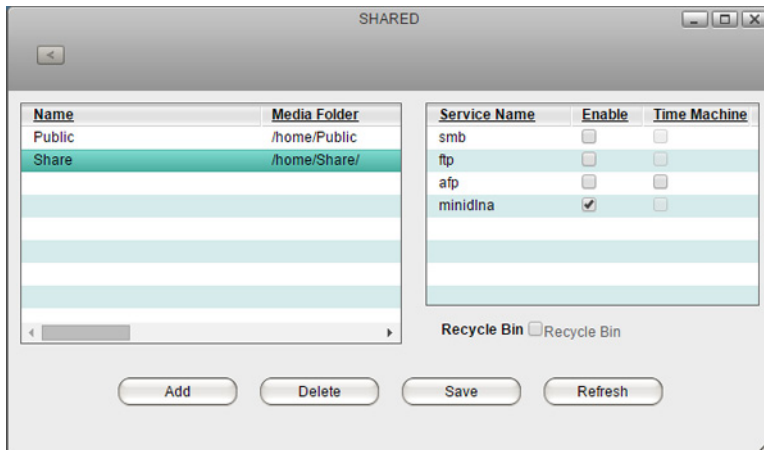 SHARED
<
Name Media Folder
Public /home/Public
Share /home/Share/
Service Name Enable Time Machine
smb
ftp
afp
minidlna
Recycle Bin Recycle Bin
Add Delete Save Refresh